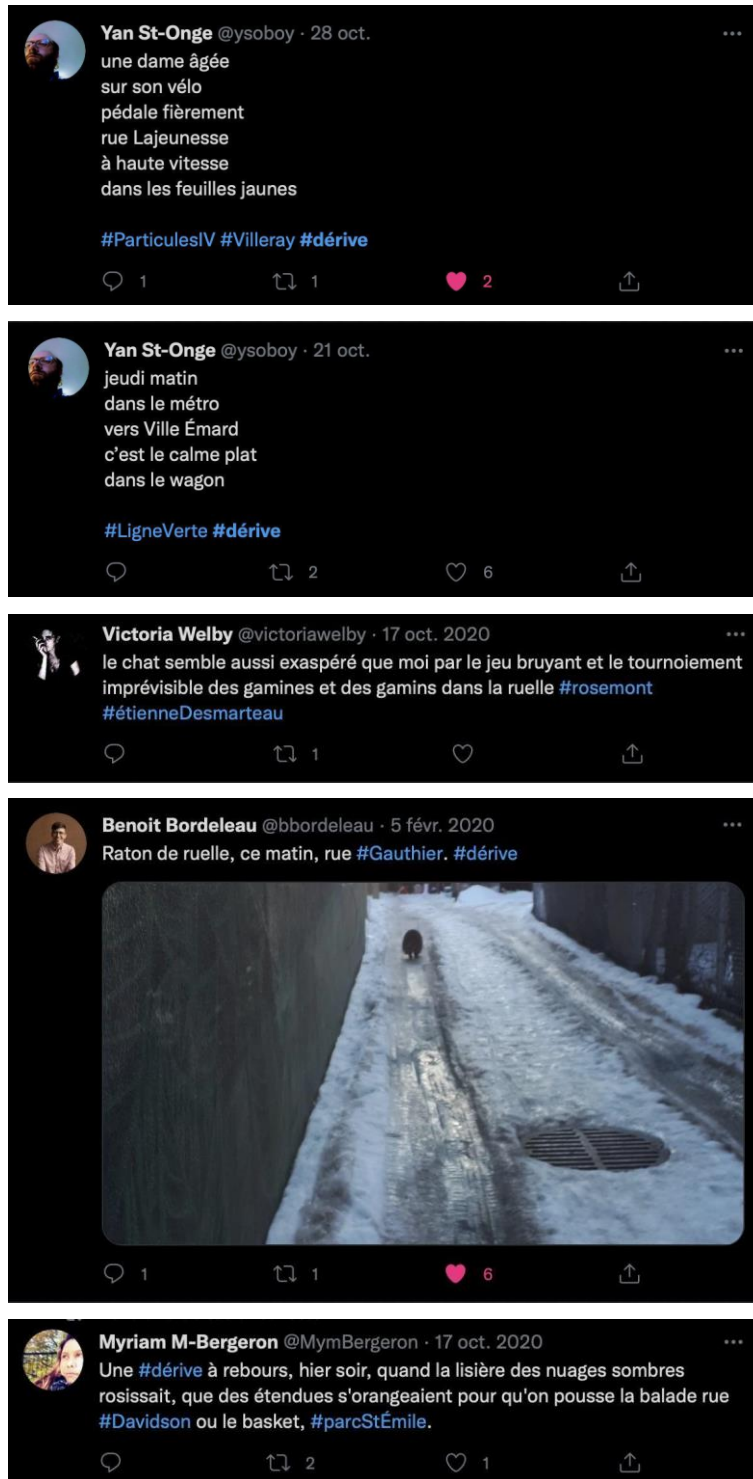 Yan St-Onge @ysoboy · 28 oct.
une dame âgée
sur son vélo
pédale fièrement
rue Lajeunesse
à haute vitesse
dans les feuilles jaunes
#ParticulesIV #Villeray #dérive
1 1 2
Yan St-Onge @ysoboy · 21 oct.
jeudi matin
dans le métro
vers Ville Émard
c’est le calme plat
dans le wagon
#LigneVerte #dérive
2 6
Victoria Welby @victoriawelby · 17 oct. 2020
le chat semble aussi exaspéré que moi par le jeu bruyant et le tournoiement
imprévisible des gamines et des gamins dans la ruelle #rosemont
#étienneDesmarteau
1
Benoit Bordeleau @bbordeleau · 5 févr. 2020
Raton de ruelle, ce matin, rue #Gauthier. #dérive
1 1 6
Myriam M-Bergeron @MymBergeron · 17 oct. 2020
Une #dérive à rebours, hier soir, quand la lisière des nuages sombres
rosissait, que des étendues s'orangeaient pour qu'on pousse la balade rue
#Davidson ou le basket, #parcStÉmile.
2 1